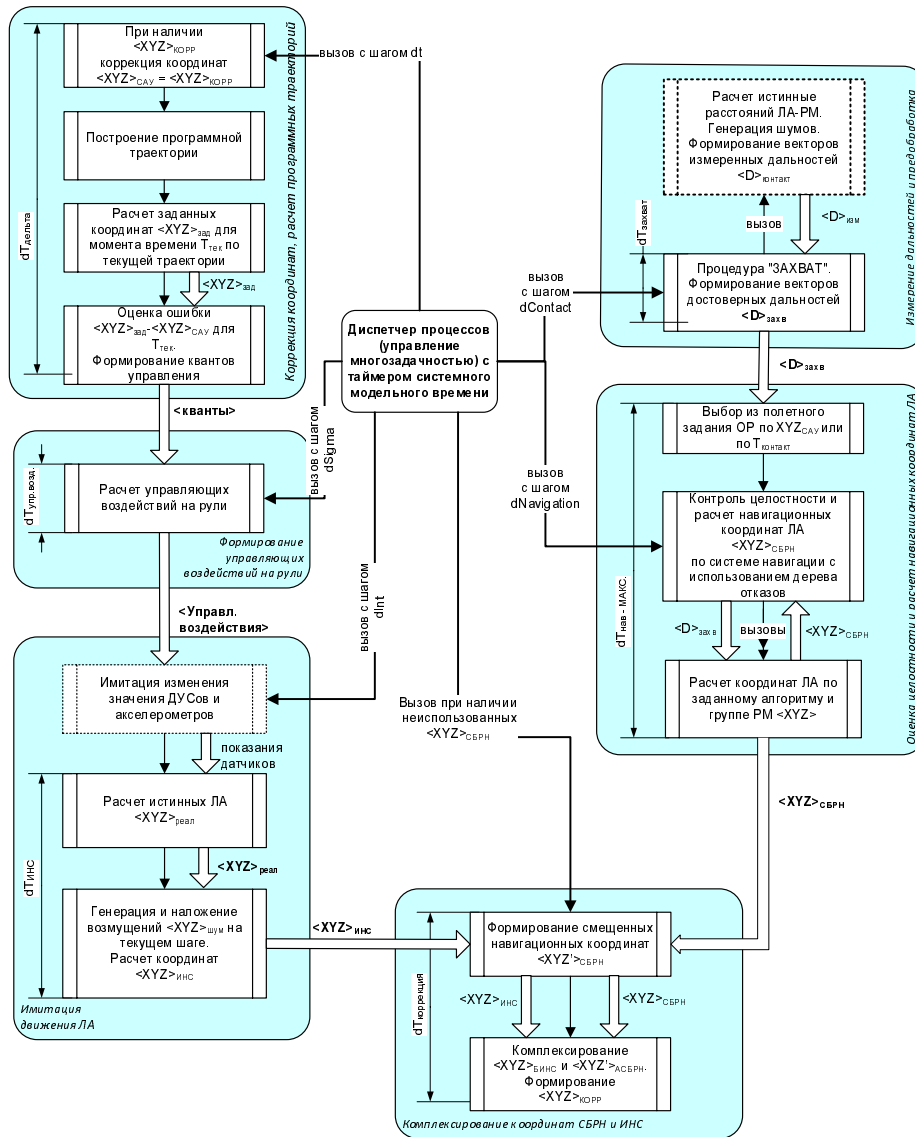 При наличии
<XYZ>КОРР
коррекция координат
<XYZ>САУ = <XYZ>КОРР
Построение программной
траектории
Расчет заданных
координат <XYZ>зад для
момента времени Ттек по
текущей траектории
<XYZ>зад
Оценка ошибки
<XYZ>зад-<XYZ>САУ для
Ттек.
Формирование квантов
управления
dTдельта
Коррекция координат, расчет программных траекторий
<кванты>
Расчет управляющих
воздействий на рули
dTупр.возд.
Формирование
управляющих
воздействий на рули
<Управл.
воздействия>
Имитация изменения
значения ДУСов и
акселерометров
показания
датчиков
Расчет истинных ЛА
<XYZ>реал
<XYZ>реал
Генерация и наложение
возмущений <XYZ>шум на
текущем шаге.
Расчет координат
<XYZ>ИНС
dTИНС
Имитация
движения ЛА
<XYZ>ИНС
вызов с шагом dt
Диспетчер процессов
(управление
многозадачностью) с
таймером системного
модельного времени
вызов с шагом
dSigma
вызов с шагом
dInt
Вызов при наличии
неиспользованных
<XYZ>СБРН
вызов
с шагом
dContact
вызов
с шагом
dNavigation
Расчет истинные
расстояний ЛА-РМ.
Генерация шумов.
Формирование векторов
измеренных дальностей
<D>контакт
вызов
<D>изм
dTзахват
Процедура "ЗАХВАТ".
Формирование векторов
достоверных дальностей
<D>захв
Измерение дальностей и предобработка
<D>захв
Выбор из полетного
задания ОР по XYZСАУ или
по Тконтакт
Контроль целостности и
расчет навигационных
координат ЛА
<XYZ>СБРН
по системе навигации с
использованием дерева
отказов
<D>захв
вызовы
<XYZ>СБРН
Расчет координат ЛА по
заданному алгоритму и
группе РМ <XYZ>
dTнав - МАКС.
Оценка целостности и расчет навигационных координат ЛА
<XYZ>СБРН
Формирование смещенных
навигационных координат
<XYZ'>СБРН
<XYZ>ИНС
<XYZ>СБРН
dTкоррекция
Комплексирование
<XYZ>БИНС и <XYZ'>АСБРН.
Формирование
<XYZ>КОРР
Комплексирование координат СБРН и ИНС